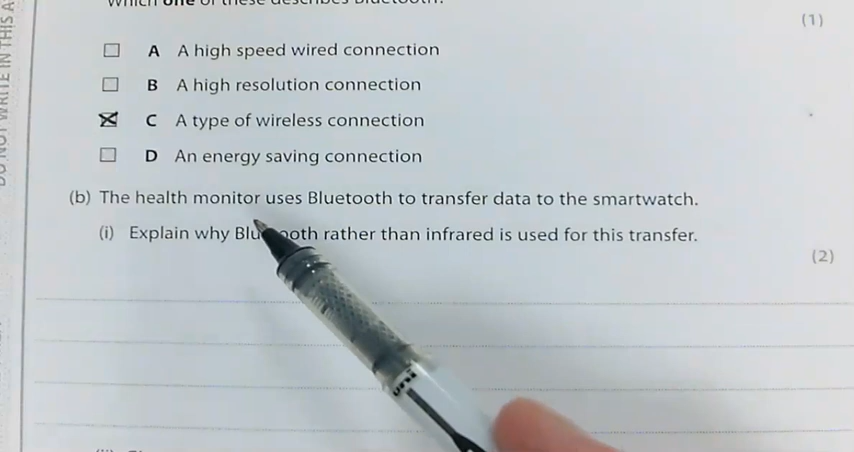 (1)
A A high speed wired connection
B A high resolution connection
C A type of wireless connection
D An energy saving connection
(b) The health monitor uses Bluetooth to transfer data to the smartwatch.
(i) Explain why Bluetooth rather than infrared is used for this transfer.
(2)
uni